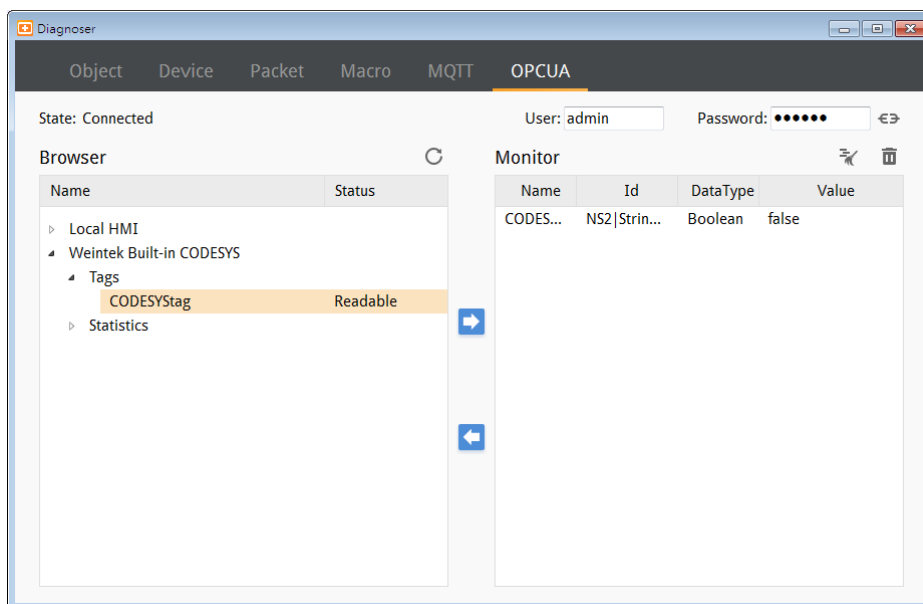 Diagnoser
Object Device Packet Macro MQTT OPCUA
State: Connected User: admin Password: ●●●●●●
Browser Monitor
Name Status Name Id DataType Value
CODES... NS2|Strin... Boolean false
Local HMI
Weintek Built-in CODESYS
Tags
CODESYStag Readable
Statistics